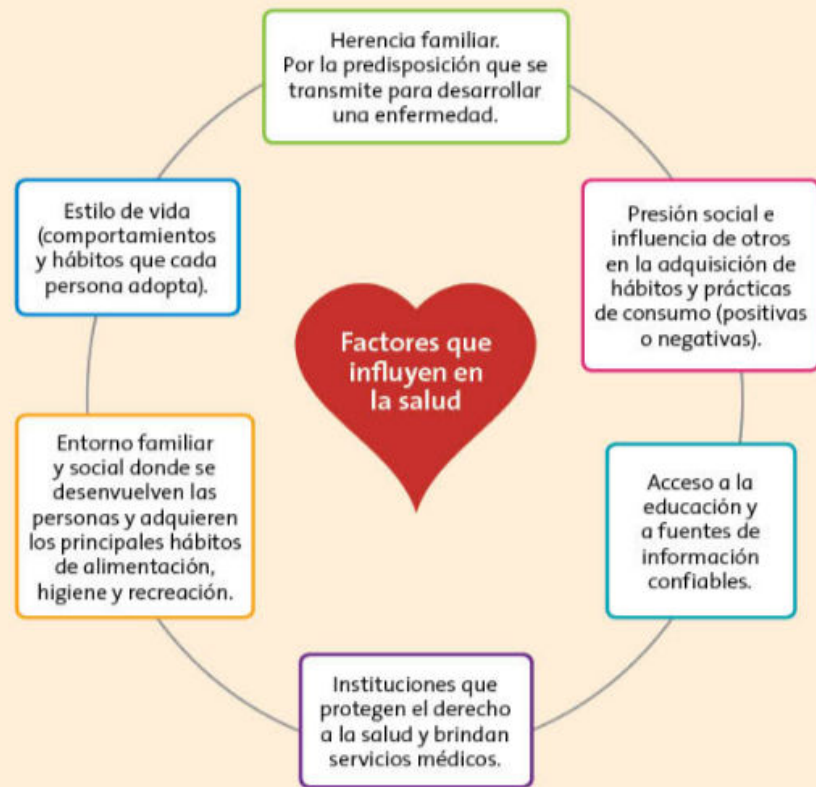 Herencia familiar.
Por la predisposición que se
transmite para desarrollar
una enfermedad.
Presión social e
influencia de otros
en la adquisición de
hábitos y prácticas
de consumo (positivas
o negativas).
Acceso a la
educación y
a fuentes de
información
confiables.
Instituciones que
protegen el derecho
a la salud y brindan
servicios médicos.
Entorno familiar
y social donde se
desenvuelven las
personas y adquieren
los principales hábitos
de alimentación,
higiene y recreación.
Estilo de vida
(comportamientos
y hábitos que cada
persona adopta).
Factores que
influyen en
la salud